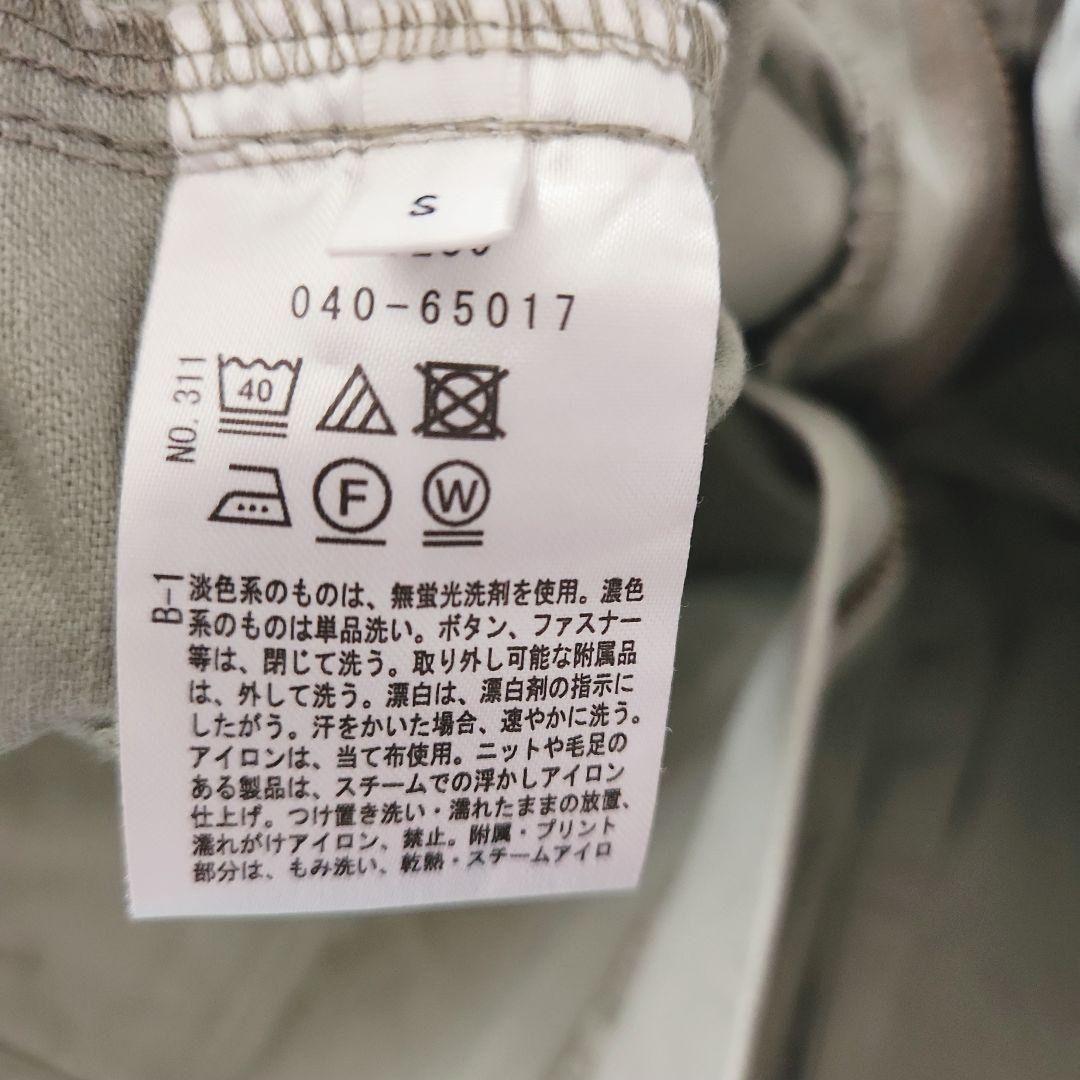 S
040-65017
NO.311
40
F
W
B-1
淡色系のものは、無蛍光洗剤を使用。濃色
系のものは単品洗い。ボタン、ファスナー
等は、閉じて洗う。取り外し可能な附属品
は、外して洗う。漂白は、漂白剤の指示に
したがう。汗をかいた場合、速やかに洗う。
アイロンは、当て布使用。ニットや毛足の
ある製品は、スチームでの浮かしアイロン
仕上げ。つけ置き洗い・濡れたままの放置、
濡れがけアイロン、禁止。附属・プリント
部分は、もみ洗い、乾熱・スチームアイロ